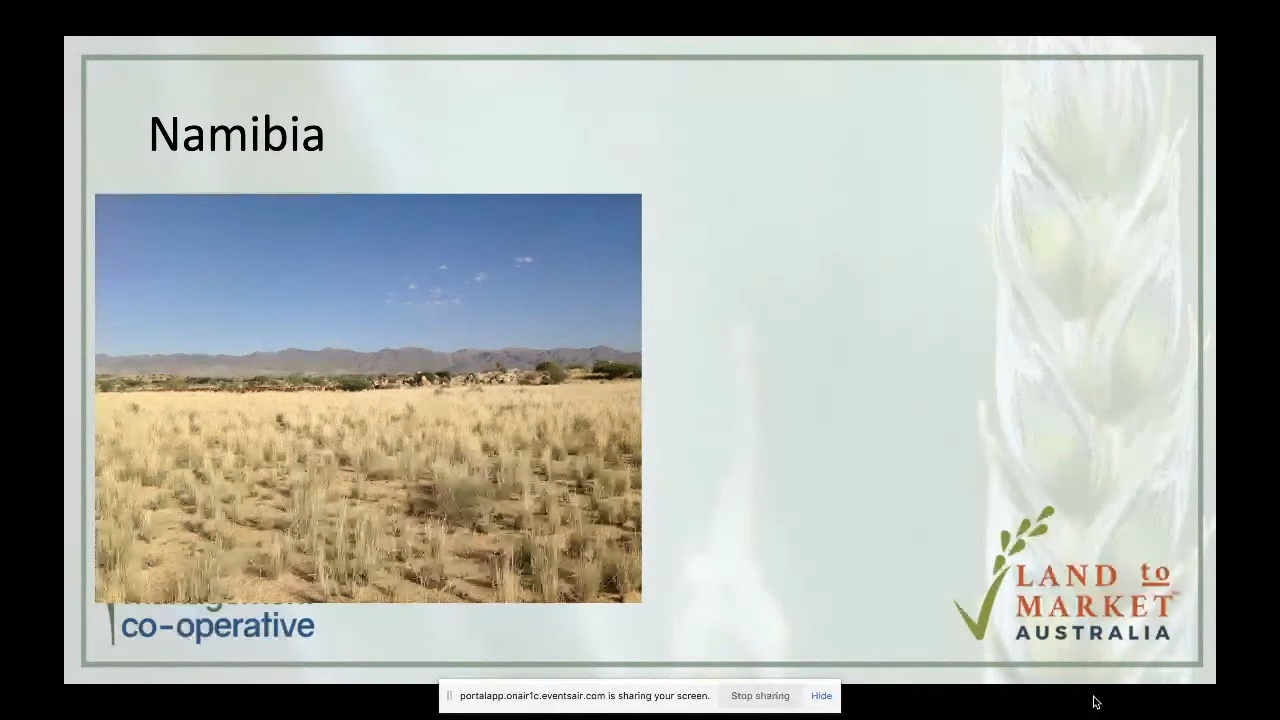 Namibia
co-operative
LAND to
MARKET
AUSTRALIA
portalapp.onair1c.eventsair.com is sharing your screen.
Stop sharing
Hide